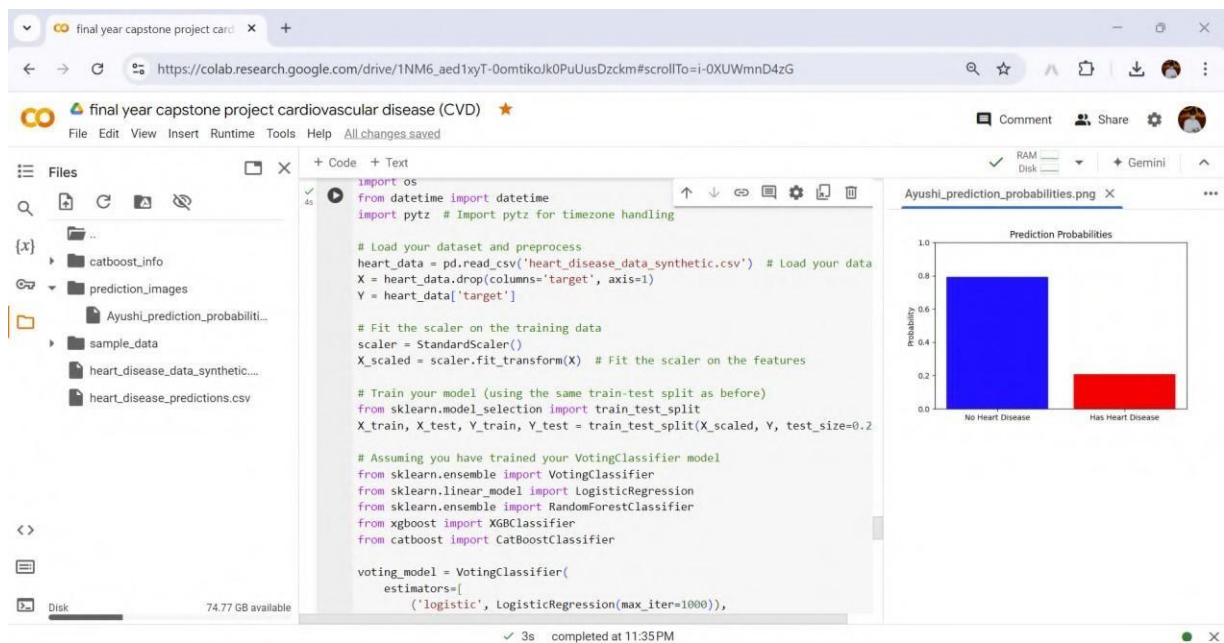 final year capstone project card
https://colab.research.google.com/drive/1NM6_aed1xyT-0omtikoJk0PuUusDzckm#scrollTo=i-0XUWmnD4zG
CO
final year capstone project cardiovascular disease (CVD)
File Edit View Insert Runtime Tools Help All changes saved
Comment Share
Files
+ Code + Text
RAM
Disk
Gemini
..
catboost_info
prediction_images
Ayushi_prediction_probabiliti...
sample_data
heart_disease_data_synthetic....
heart_disease_predictions.csv
{x}
<>
Disk 74.77 GB available
4s
import os
from datetime import datetime
import pytz # Import pytz for timezone handling
# Load your dataset and preprocess
heart_data = pd.read_csv('heart_disease_data_synthetic.csv') # Load your data
X = heart_data.drop(columns='target', axis=1)
Y = heart_data['target']
# Fit the scaler on the training data
scaler = StandardScaler()
X_scaled = scaler.fit_transform(X) # Fit the scaler on the features
# Train your model (using the same train-test split as before)
from sklearn.model_selection import train_test_split
X_train, X_test, Y_train, Y_test = train_test_split(X_scaled, Y, test_size=0.2
# Assuming you have trained your VotingClassifier model
from sklearn.ensemble import VotingClassifier
from sklearn.linear_model import LogisticRegression
from sklearn.ensemble import RandomForestClassifier
from xgboost import XGBClassifier
from catboost import CatBoostClassifier
voting_model = VotingClassifier(
estimators=[
('logistic', LogisticRegression(max_iter=1000)),
Ayushi_prediction_probabilities.png
Prediction Probabilities
Probability
1.0
0.8
0.6
0.4
0.2
0.0
No Heart Disease Has Heart Disease
3s completed at 11:35 PM